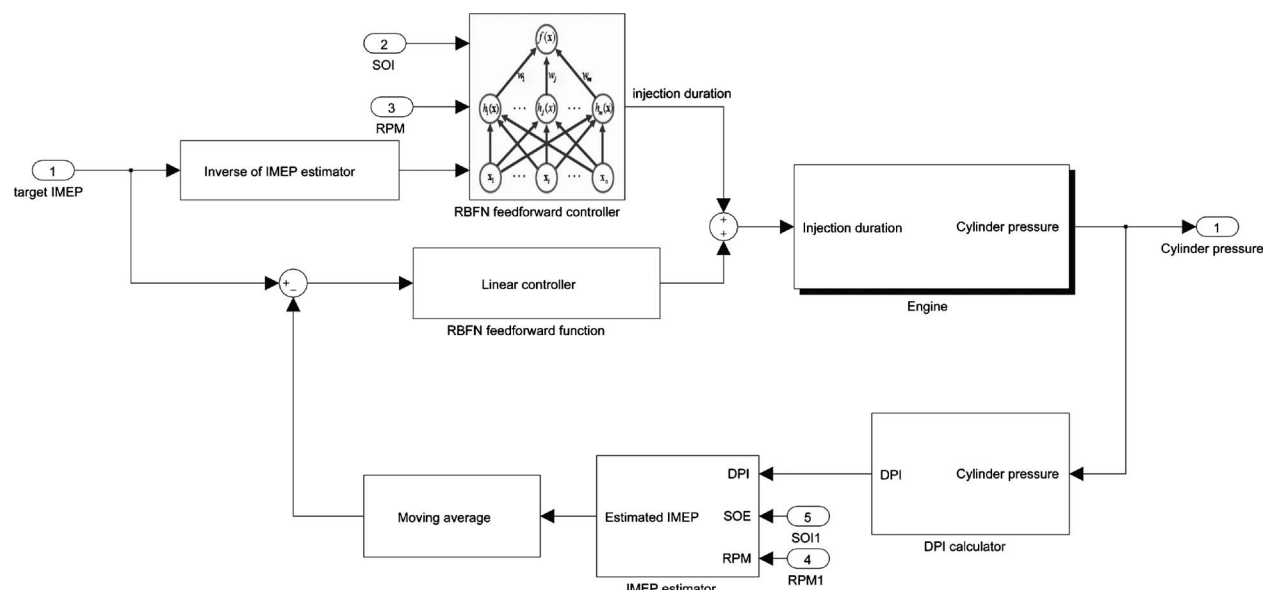 2
SOI
3
RPM
1
target IMEP
Inverse of IMEP estimator
f(x)
w₁ wⱼ wₘ
h₁(x) ... hⱼ(x) ... hₘ(x)
x₁ ... xᵢ ... xₙ
RBFN feedforward controller
injection duration
+
+
Injection duration Cylinder pressure
Engine
1
Cylinder pressure
+
−
Linear controller
RBFN feedforward function
Moving average
DPI
Estimated IMEP SOE
RPM
IMEP estimator
5
SOI1
4
RPM1
DPI Cylinder pressure
DPI calculator